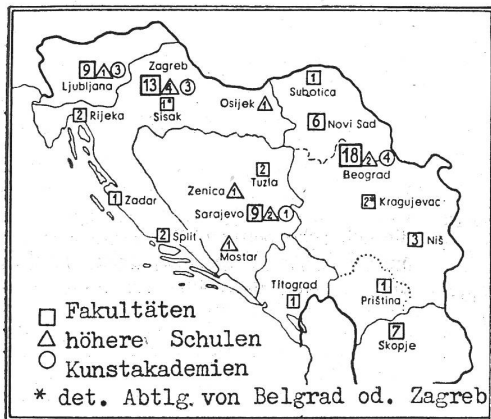 Zagreb
9 1 3
Ljubljana
13 4 3
1*
Sisak
2 Rijeka
Osijek 1
1
Subotica
6 Novi Sad
18 2 4
Beograd
2
Tuzla
Zenica 1
Sarajevo 9 2 1
2* Kragujevac
1 Zadar
2 Split
1
Mostar
3
Niš
Titograd
1
1
Priština
7
Skopje
Fakultäten
höhere Schulen
Kunstakademien
* det. Abtlg. von Belgrad od. Zagreb